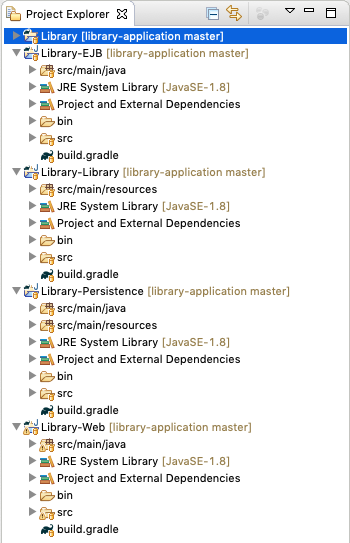 Project Explorer
Library [library-application master]
Library-EJB [library-application master]
src/main/java
JRE System Library [JavaSE-1.8]
Project and External Dependencies
bin
src
build.gradle
Library-Library [library-application master]
src/main/resources
JRE System Library [JavaSE-1.8]
Project and External Dependencies
bin
src
build.gradle
Library-Persistence [library-application master]
src/main/java
src/main/resources
JRE System Library [JavaSE-1.8]
Project and External Dependencies
bin
src
build.gradle
Library-Web [library-application master]
src/main/java
JRE System Library [JavaSE-1.8]
Project and External Dependencies
bin
src
build.gradle